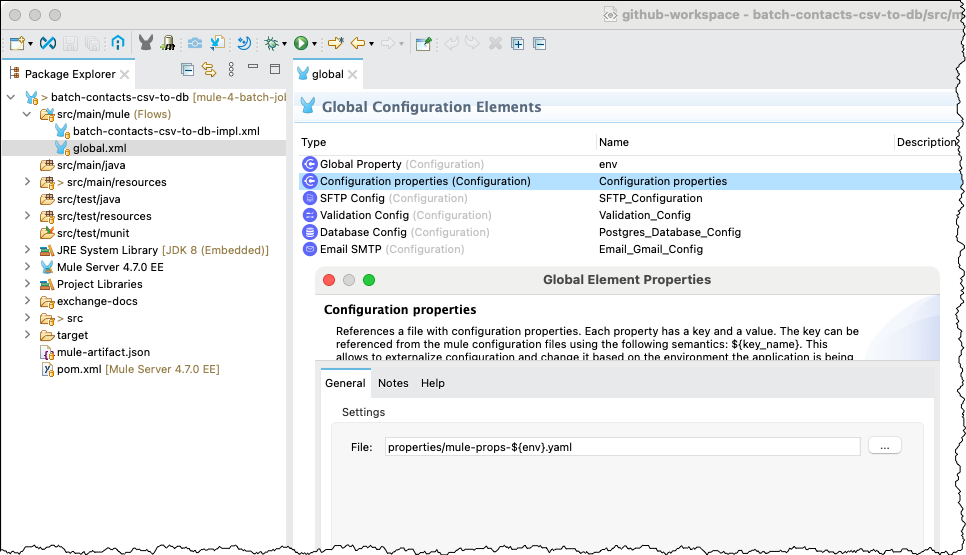 github-workspace - batch-contacts-csv-to-db/src/m
Package Explorer
> batch-contacts-csv-to-db [mule-4-batch-jol
src/main/mule (Flows)
batch-contacts-csv-to-db-impl.xml
global.xml
src/main/java
> src/main/resources
src/test/java
src/test/resources
src/test/munit
JRE System Library [JDK 8 (Embedded)]
Mule Server 4.7.0 EE
Project Libraries
exchange-docs
> src
target
mule-artifact.json
pom.xml [Mule Server 4.7.0 EE]
global
Global Configuration Elements
Type Name Description
Global Property (Configuration) env
Configuration properties (Configuration) Configuration properties
SFTP Config (Configuration) SFTP_Configuration
Validation Config (Configuration) Validation_Config
Database Config (Configuration) Postgres_Database_Config
Email SMTP (Configuration) Email_Gmail_Config
Global Element Properties
Configuration properties
References a file with configuration properties. Each property has a key and a value. The key can be
referenced from the mule configuration files using the following semantics: ${key_name}. This
allows to externalize configuration and change it based on the environment the application is being
General Notes Help
Settings
File: properties/mule-props-${env}.yaml ...